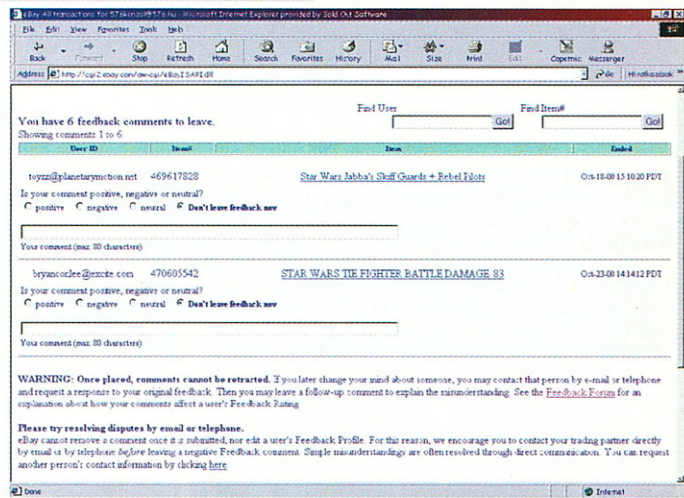 eBay All transactions for 576konzol@576.hu - Microsoft Internet Explorer provided by Sold Out Software
File Edit View Favorites Tools Help
Back Forward Stop Refresh Home Search Favorites History Mail Size Print Edit Copernic Messenger
Address http://cgi2.ebay.com/aw-cgi/eBayISAPI.dll Hivatkozások
Find User Find Item#
You have 6 feedback comments to leave. Go! Go!
Showing comments 1 to 6.
User ID Item# Item Ended
toyzz@planetarymotion.net 469617828 Star Wars Jabba's Skiff Guards + Rebel Pilots Oct-18-00 15:10:20 PDT
Is your comment positive, negative or neutral?
positive negative neutral Don't leave feedback now
Your comment (max. 80 characters)
bryancorlee@excite.com 470605542 STAR WARS TIE FIGHTER BATTLE DAMAGE '83 Oct-23-00 14:14:12 PDT
Is your comment positive, negative or neutral?
positive negative neutral Don't leave feedback now
Your comment (max. 80 characters)
WARNING: Once placed, comments cannot be retracted. If you later change your mind about someone, you may contact that person by e-mail or telephone
and request a response to your original feedback. Then you may leave a follow-up comment to explain the misunderstanding. See the Feedback Forum for an
explanation about how your comments affect a user's Feedback Rating.
Please try resolving disputes by email or telephone.
eBay cannot remove a comment once it is submitted, nor edit a user's Feedback Profile. For this reason, we encourage you to contact your trading partner directly
by email or by telephone before leaving a negative Feedback comment. Simple misunderstandings are often resolved through direct communication. You can request
another person's contact information by clicking here.
Done Internet